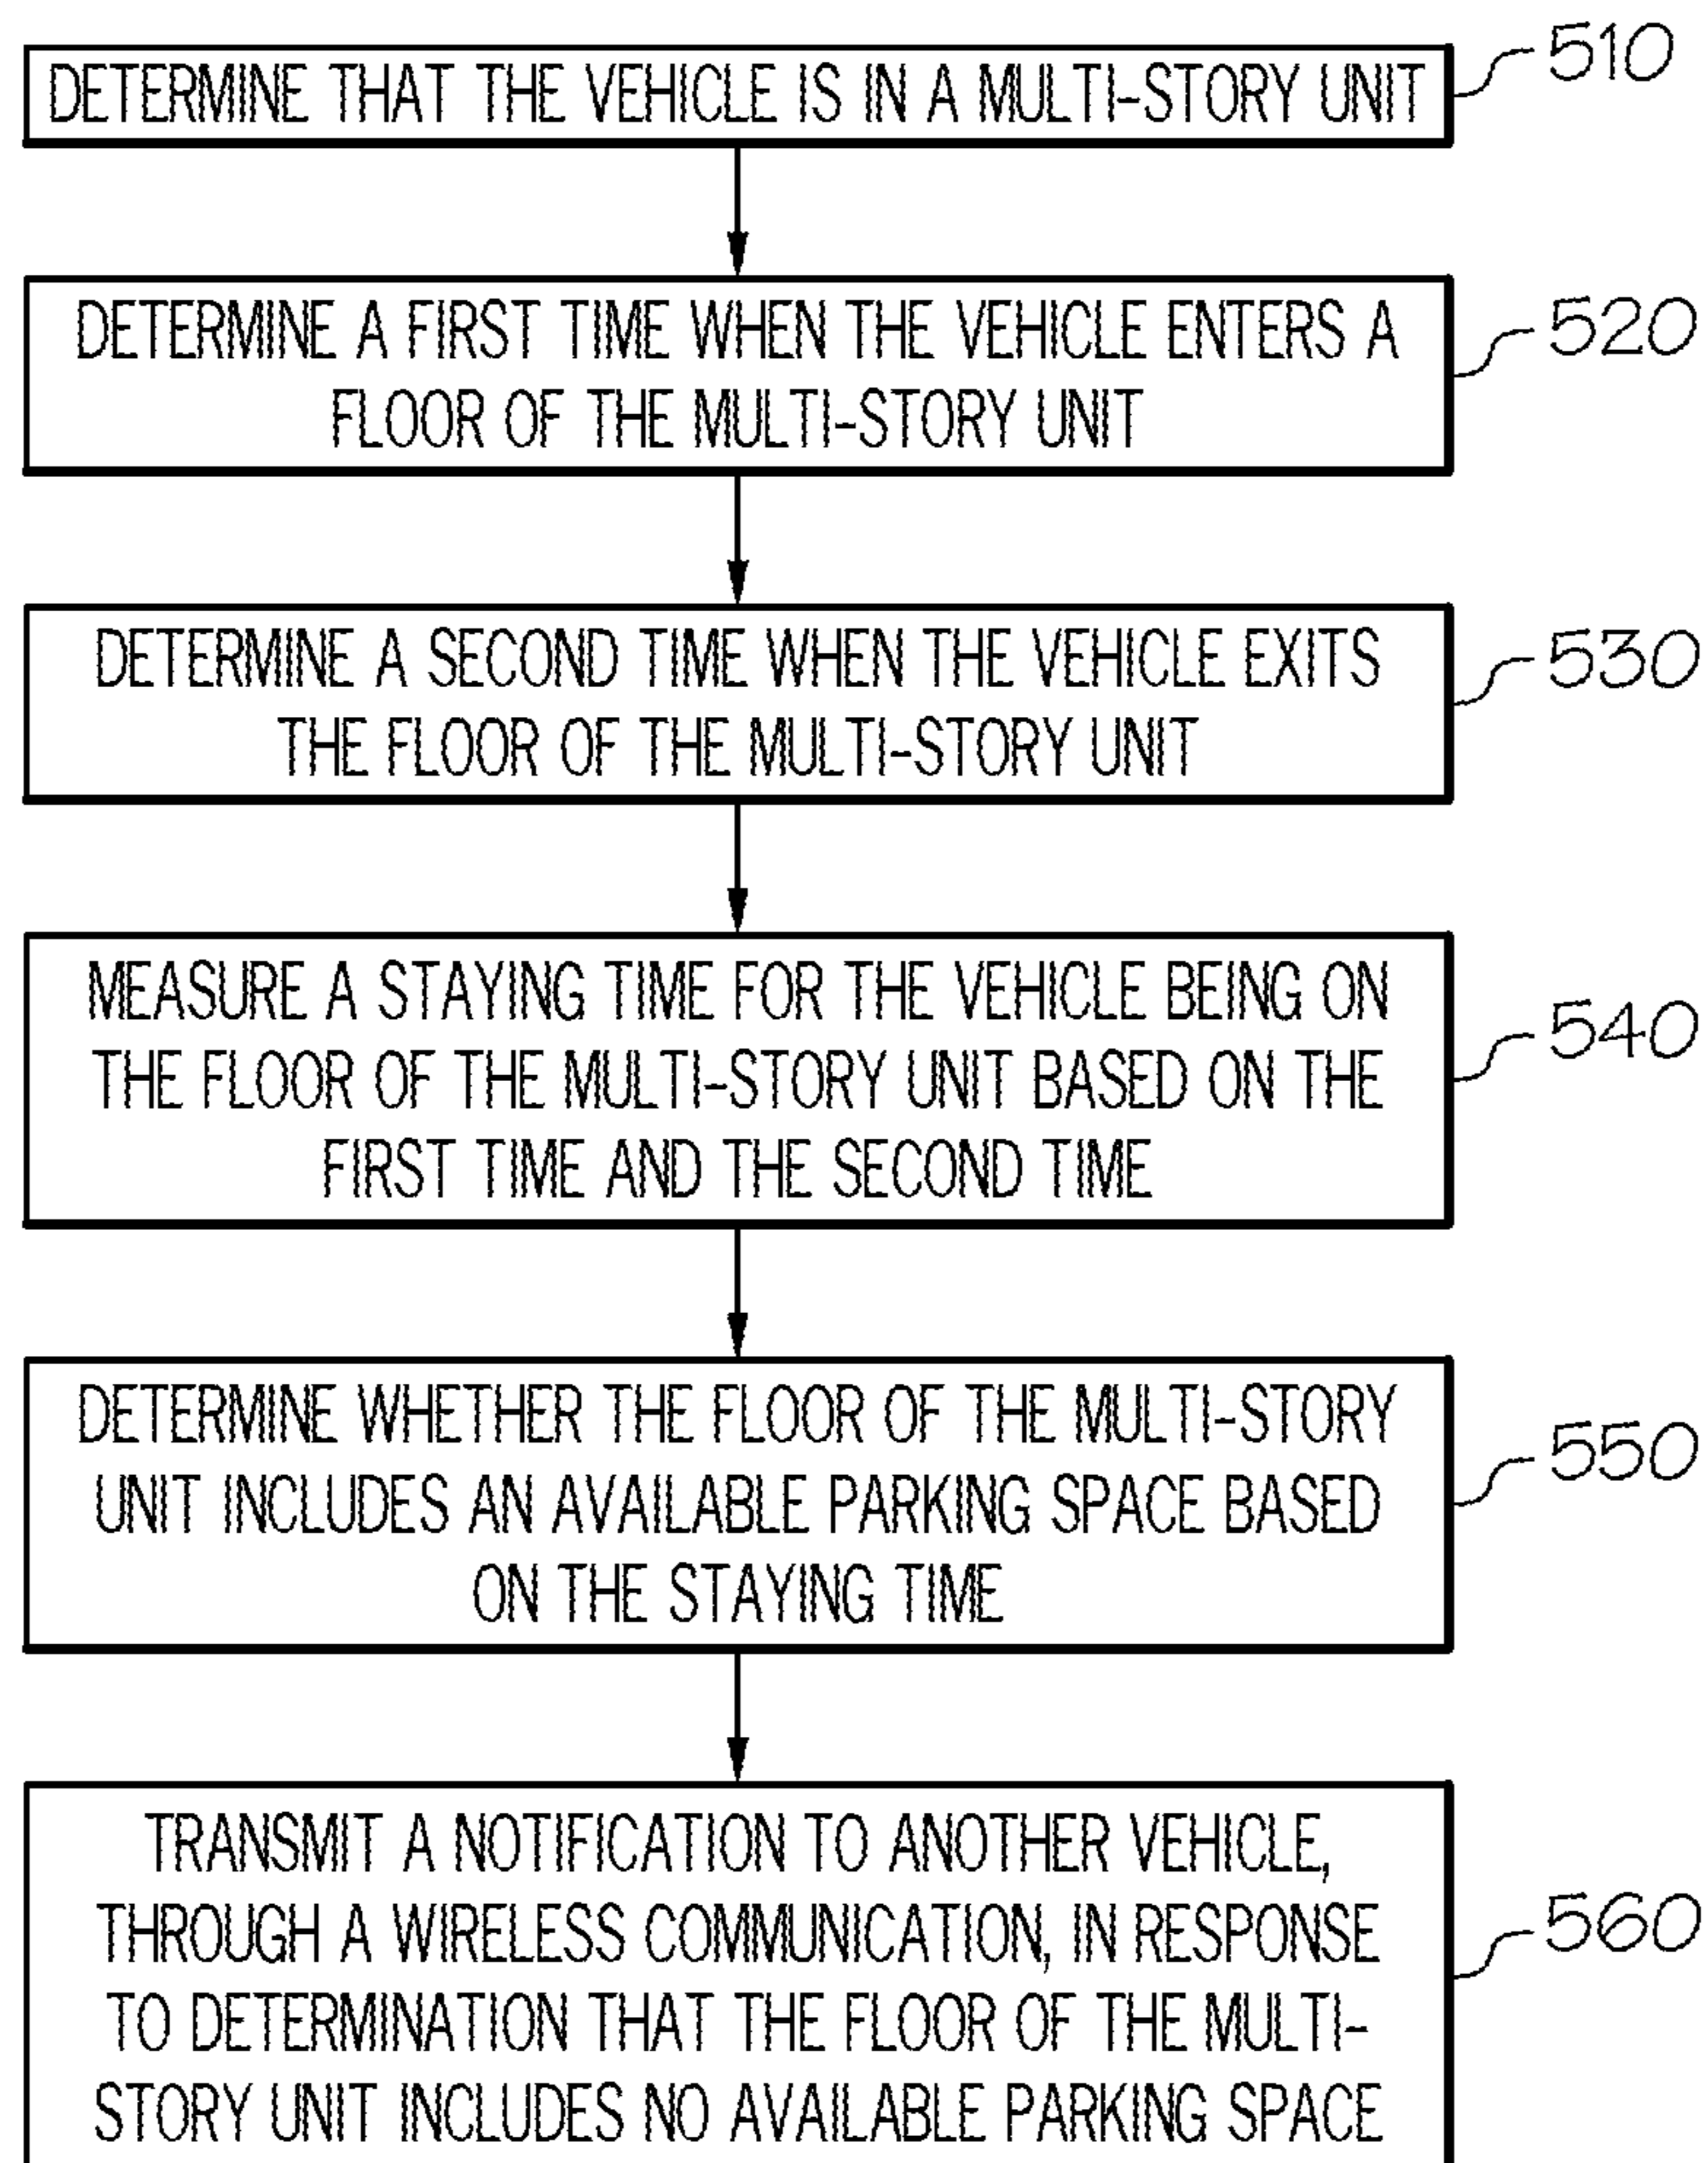 DETERMINE THAT THE VEHICLE IS IN A MULTI-STORY UNIT
510
DETERMINE A FIRST TIME WHEN THE VEHICLE ENTERS A
FLOOR OF THE MULTI-STORY UNIT
520
DETERMINE A SECOND TIME WHEN THE VEHICLE EXITS
THE FLOOR OF THE MULTI-STORY UNIT
530
MEASURE A STAYING TIME FOR THE VEHICLE BEING ON
THE FLOOR OF THE MULTI-STORY UNIT BASED ON THE
FIRST TIME AND THE SECOND TIME
540
DETERMINE WHETHER THE FLOOR OF THE MULTI-STORY
UNIT INCLUDES AN AVAILABLE PARKING SPACE BASED
ON THE STAYING TIME
550
TRANSMIT A NOTIFICATION TO ANOTHER VEHICLE,
THROUGH A WIRELESS COMMUNICATION, IN RESPONSE
TO DETERMINATION THAT THE FLOOR OF THE MULTI-
STORY UNIT INCLUDES NO AVAILABLE PARKING SPACE
560